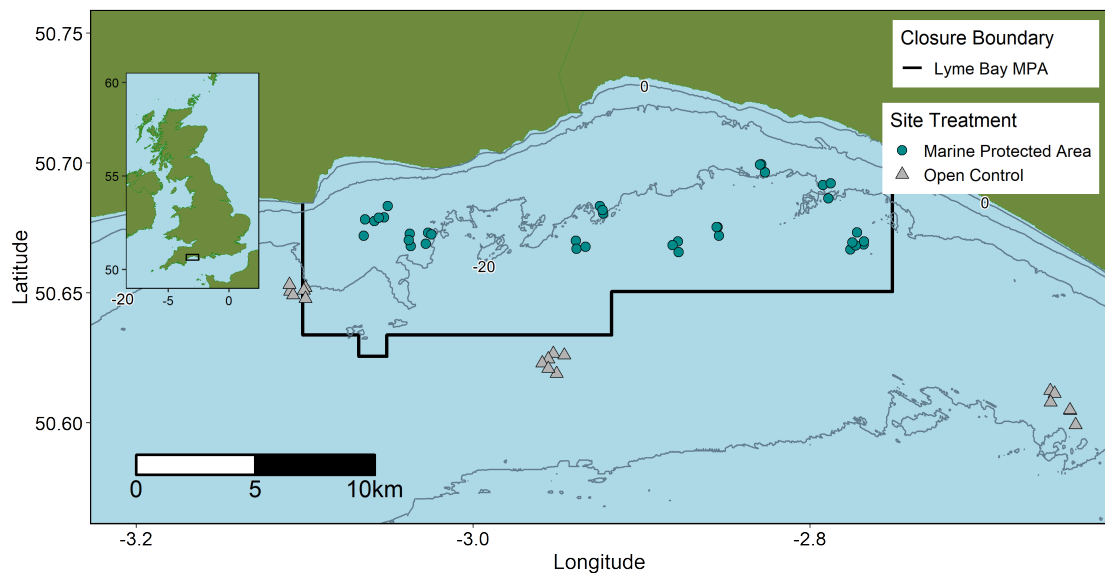 50.75
50.70
50.65
50.60
Latitude
60
55
50
-20
-5
0
0
-20
0
Closure Boundary
Lyme Bay MPA
Site Treatment
Marine Protected Area
Open Control
0
5
10km
-3.2
-3.0
-2.8
Longitude